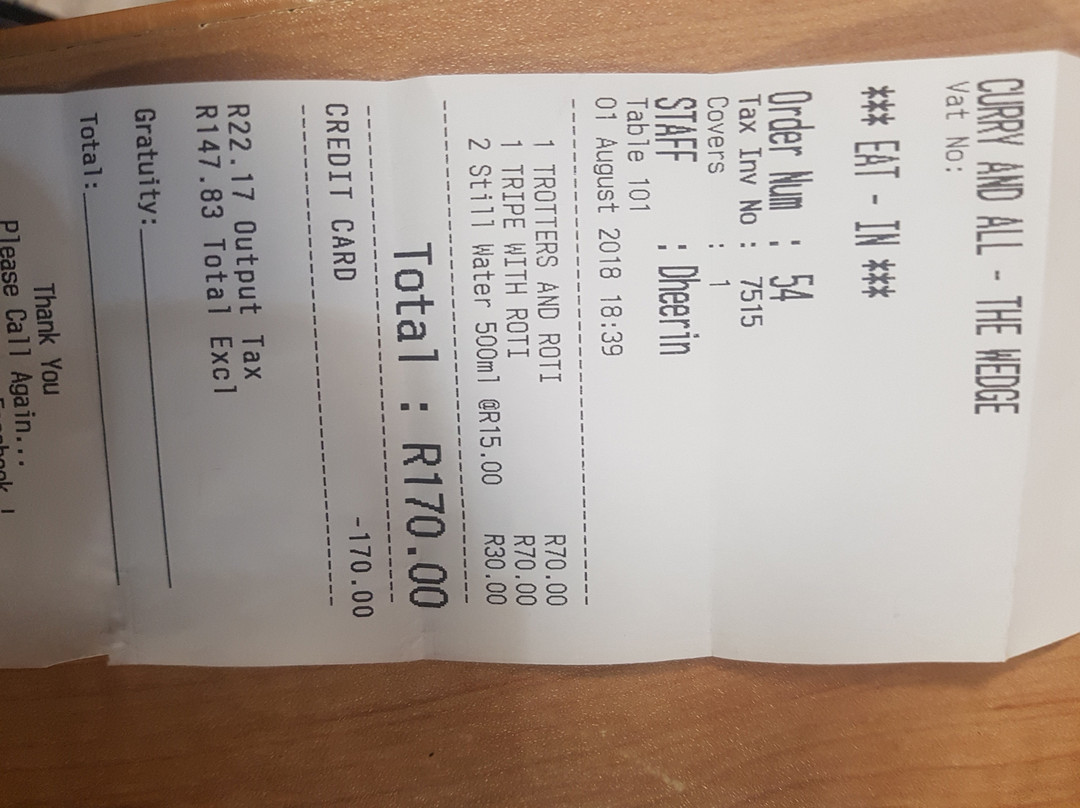 CURRY AND ALL - THE WEDGE
Vat No:
*** EAT - IN ***
Order Num : 54
Tax Inv No : 7515
Covers : 1
STAFF : Dheerin
Table 101
01 August 2018 18:39
1 TROTTERS AND ROTI R70.00
1 TRIPE WITH ROTI R70.00
2 Still Water 500ml @R15.00 R30.00
Total : R170.00
CREDIT CARD -170.00
R22.17 Output Tax
R147.83 Total Excl
Gratuity:
Total:
Thank You
Please Call Again...